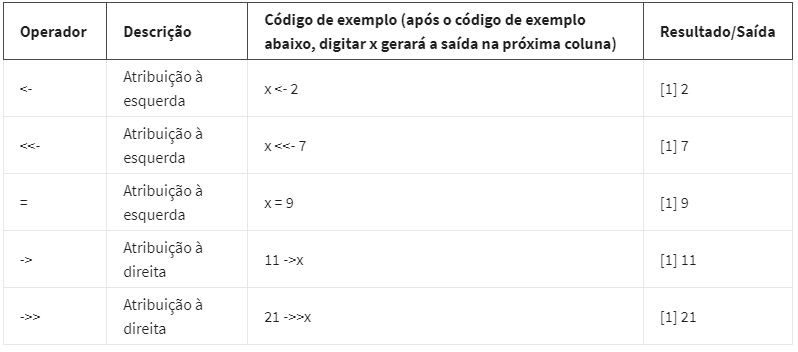 Operador Descrição Código de exemplo (após o código de exemplo abaixo, digitar x gerará a saída na próxima coluna) Resultado/Saída
<- Atribuição à esquerda x <- 2 [1] 2
<<- Atribuição à esquerda x <<- 7 [1] 7
= Atribuição à esquerda x = 9 [1] 9
-> Atribuição à direita 11 ->x [1] 11
->> Atribuição à direita 21 ->>x [1] 21